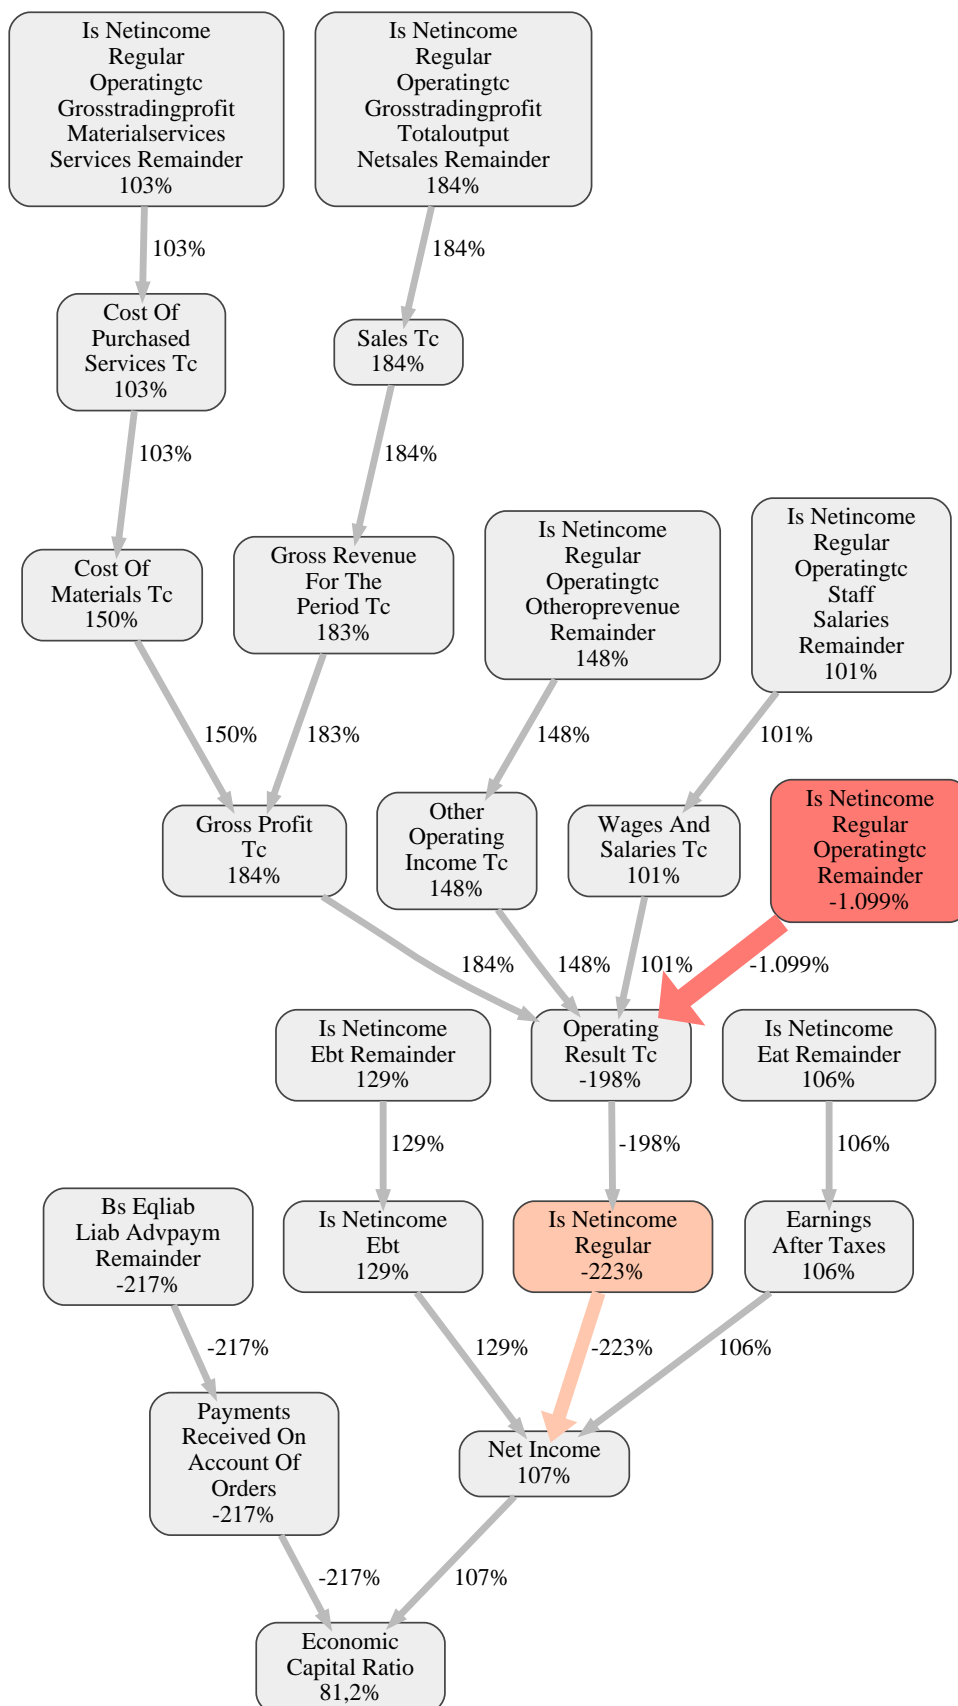 Is Netincome
Regular
Operatingtc
Grosstradingprofit
Materialservices
Services Remainder
103%
Is Netincome
Regular
Operatingtc
Grosstradingprofit
Totaloutput
Netsales Remainder
184%
103%
184%
Cost Of
Purchased
Services Tc
103%
Sales Tc
184%
103%
184%
Is Netincome
Regular
Operatingtc
Otheroprevenue
Remainder
148%
Is Netincome
Regular
Operatingtc
Staff
Salaries
Remainder
101%
Cost Of
Materials Tc
150%
Gross Revenue
For The
Period Tc
183%
150%
183%
148%
101%
Gross Profit
Tc
184%
Other
Operating
Income Tc
148%
Wages And
Salaries Tc
101%
Is Netincome
Regular
Operatingtc
Remainder
-1.099%
184%
148%
101%
-1.099%
Is Netincome
Ebt Remainder
129%
Operating
Result Tc
-198%
Is Netincome
Eat Remainder
106%
129%
-198%
106%
Bs Eqliab
Liab Advpaym
Remainder
-217%
Is Netincome
Ebt
129%
Is Netincome
Regular
-223%
Earnings
After Taxes
106%
-217%
129%
-223%
106%
Payments
Received On
Account Of
Orders
-217%
Net Income
107%
-217%
107%
Economic
Capital Ratio
81,2%